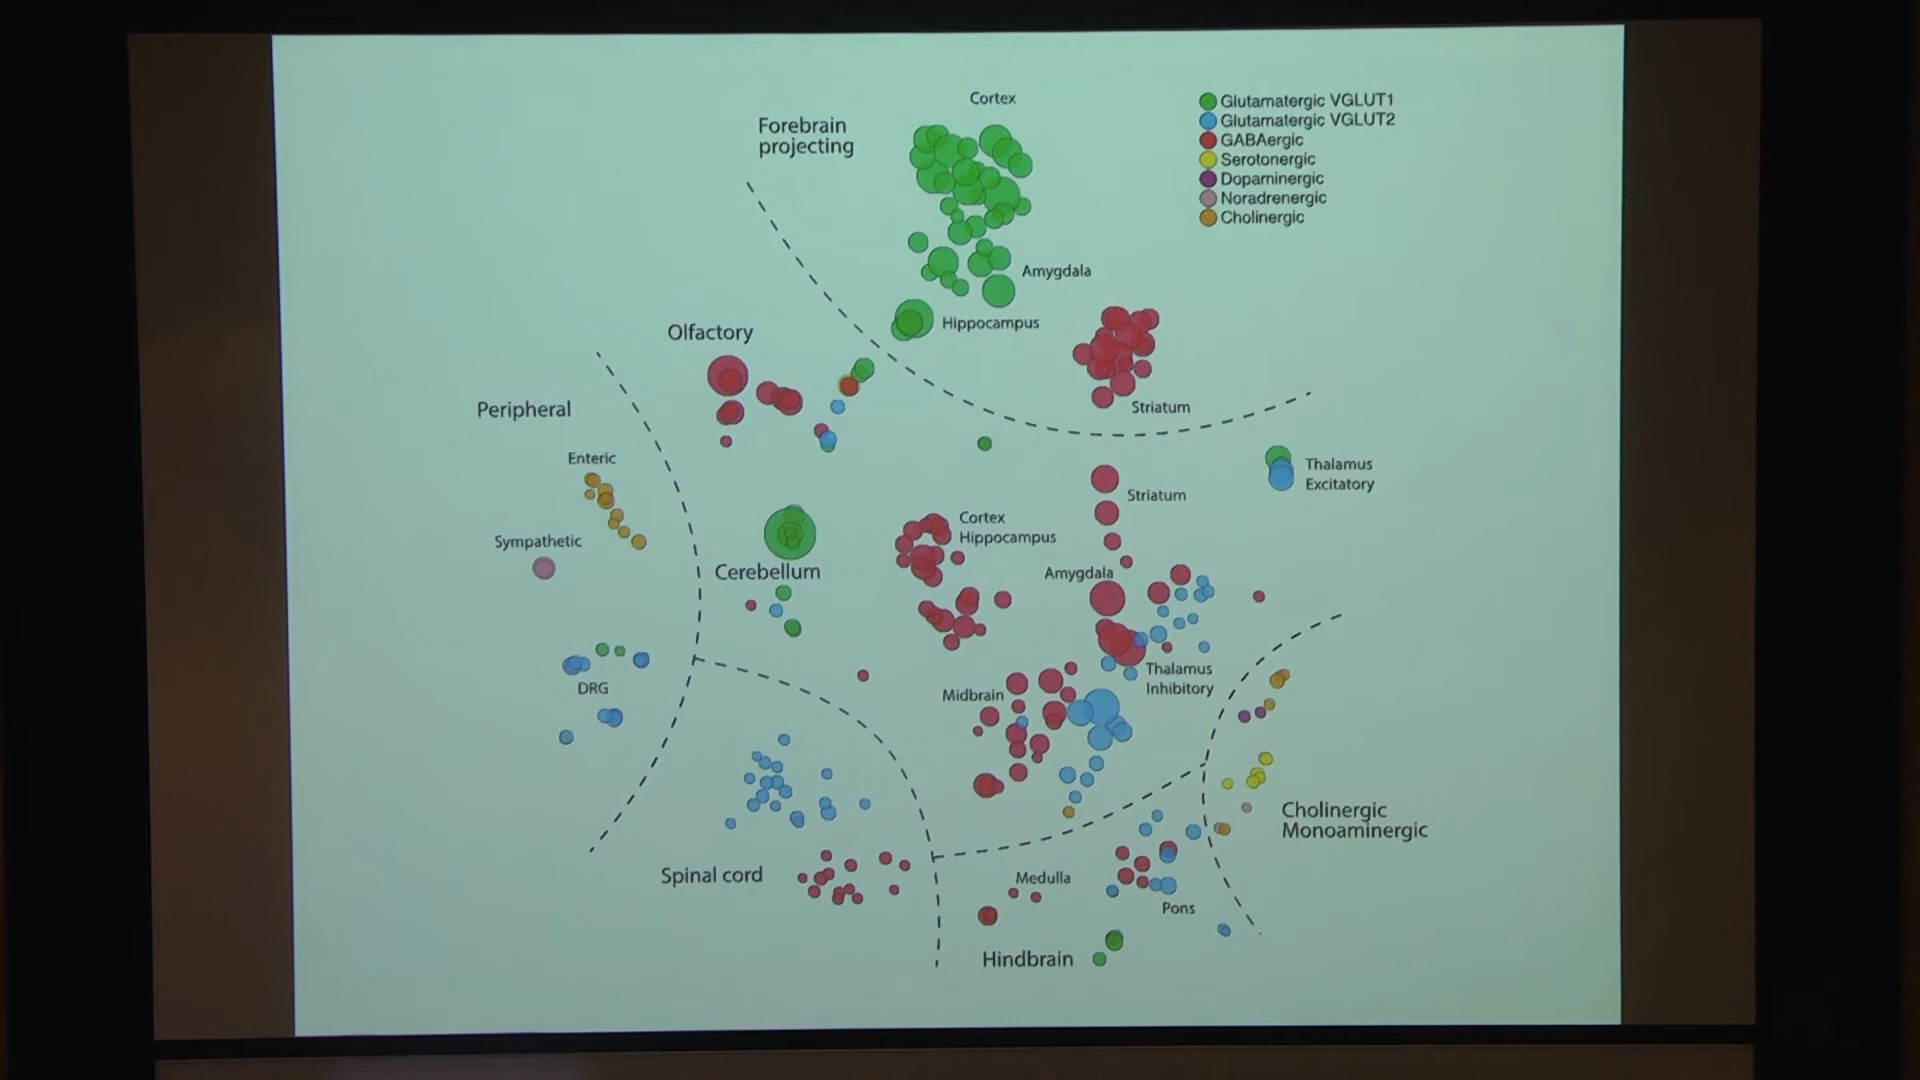 Cortex
Forebrain
projecting
Glutamatergic VGLUT1
Glutamatergic VGLUT2
GABAergic
Serotonergic
Dopaminergic
Noradrenergic
Cholinergic
Amygdala
Hippocampus
Olfactory
Striatum
Peripheral
Enteric
Thalamus
Excitatory
Striatum
Cortex
Hippocampus
Sympathetic
Cerebellum
Amygdala
DRG
Thalamus
Inhibitory
Midbrain
Cholinergic
Monoaminergic
Spinal cord
Medulla
Pons
Hindbrain